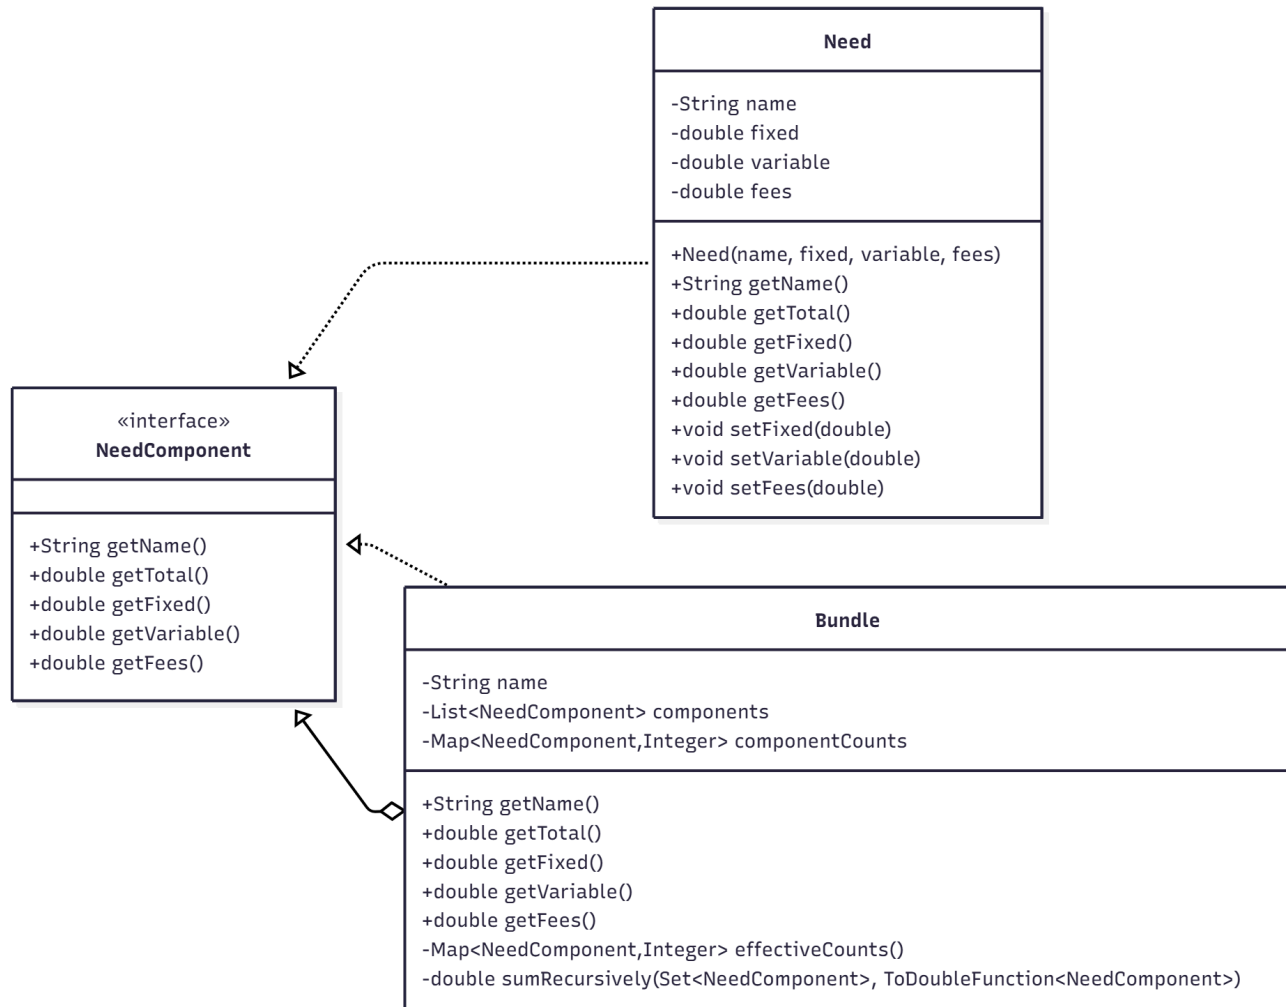 Need
-String name
-double fixed
-double variable
-double fees
+Need(name, fixed, variable, fees)
+String getName()
+double getTotal()
+double getFixed()
+double getVariable()
+double getFees()
+void setFixed(double)
+void setVariable(double)
+void setFees(double)
«interface»
NeedComponent
+String getName()
+double getTotal()
+double getFixed()
+double getVariable()
+double getFees()
Bundle
-String name
-List<NeedComponent> components
-Map<NeedComponent,Integer> componentCounts
+String getName()
+double getTotal()
+double getFixed()
+double getVariable()
+double getFees()
-Map<NeedComponent,Integer> effectiveCounts()
-double sumRecursively(Set<NeedComponent>, ToDoubleFunction<NeedComponent>)